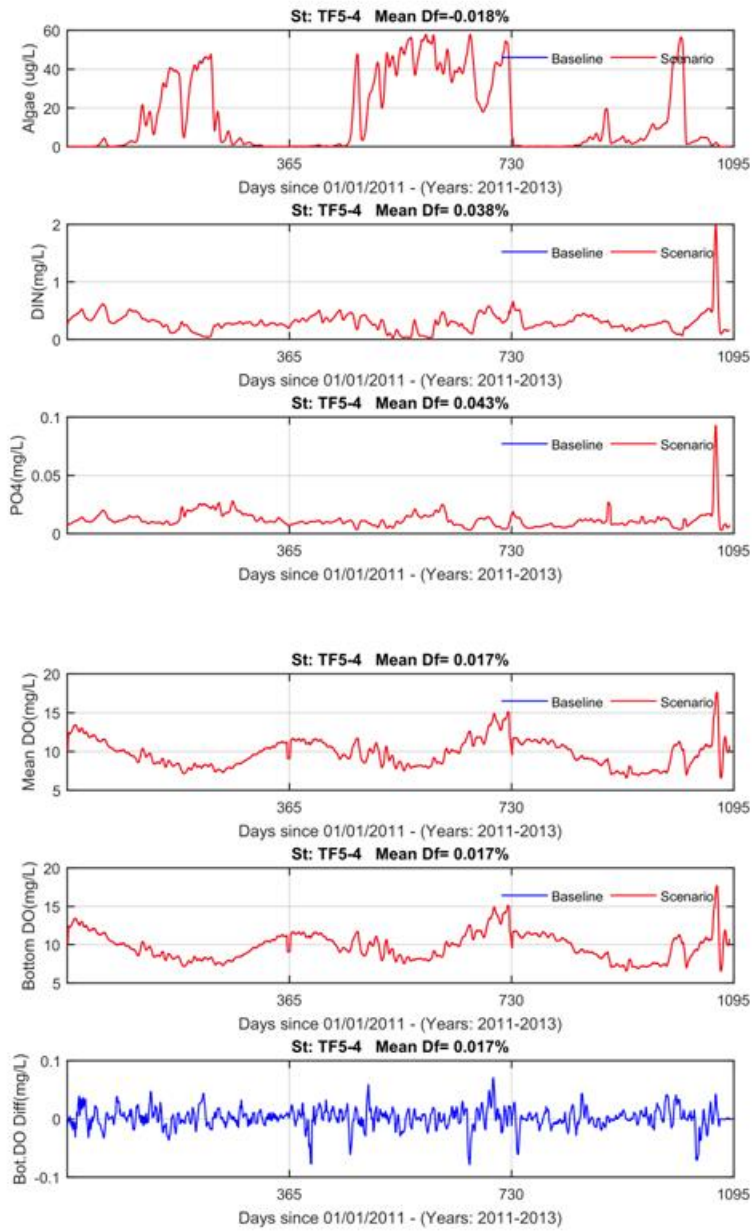 St: TF5-4 Mean Df=-0.018%
60
40
20
0
Algae (ug/L)
Baseline
Scenario
365
730
1095
Days since 01/01/2011 - (Years: 2011-2013)
St: TF5-4 Mean Df= 0.038%
2
1
0
DIN(mg/L)
Baseline
Scenario
365
730
1095
Days since 01/01/2011 - (Years: 2011-2013)
St: TF5-4 Mean Df= 0.043%
0.1
0.05
0
PO4(mg/L)
Baseline
Scenario
365
730
1095
Days since 01/01/2011 - (Years: 2011-2013)
St: TF5-4 Mean Df= 0.017%
20
15
10
5
Mean DO(mg/L)
Baseline
Scenario
365
730
1095
Days since 01/01/2011 - (Years: 2011-2013)
St: TF5-4 Mean Df= 0.017%
20
15
10
5
Bottom DO(mg/L)
Baseline
Scenario
365
730
1095
Days since 01/01/2011 - (Years: 2011-2013)
St: TF5-4 Mean Df= 0.017%
0.1
0
-0.1
Bot.DO Diff(mg/L)
365
730
1095
Days since 01/01/2011 - (Years: 2011-2013)